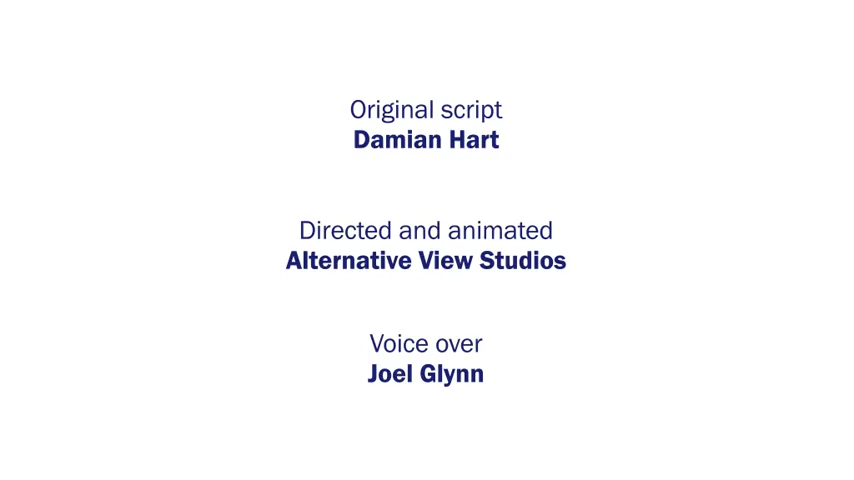 Original script
Damian Hart
Directed and animated
Alternative View Studios
Voice over
Joel Glynn